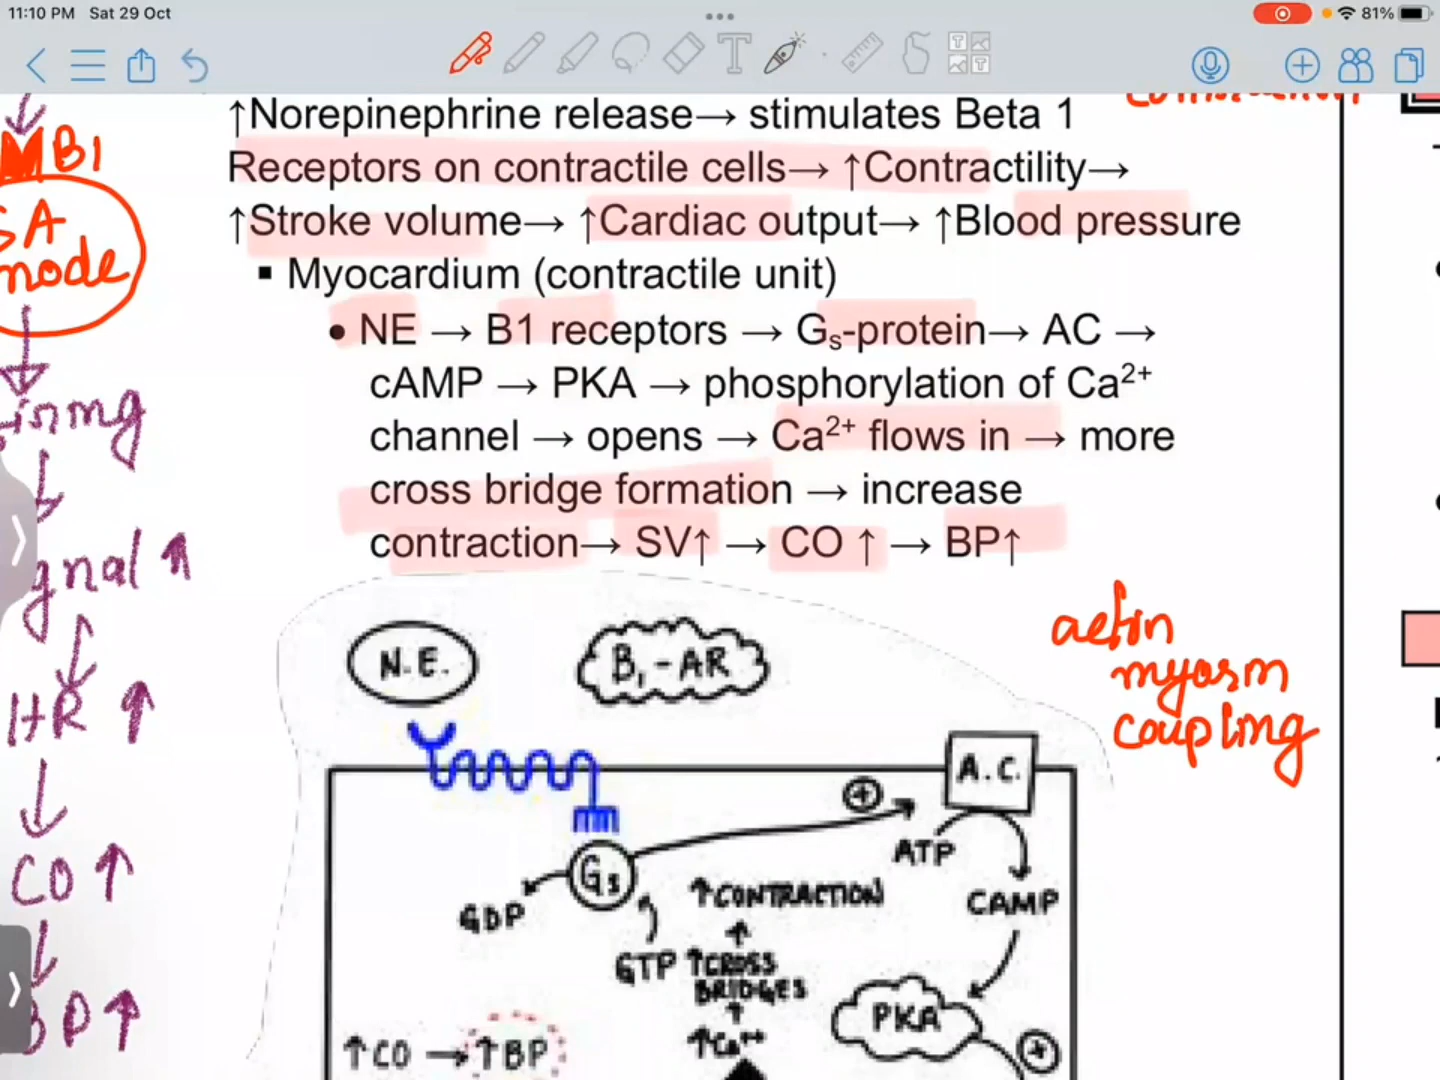 11:10 PM Sat 29 Oct
81%
↑Norepinephrine release→ stimulates Beta 1
Receptors on contractile cells→ ↑Contractility→
↑Stroke volume→ ↑Cardiac output→ ↑Blood pressure
▪ Myocardium (contractile unit)
• NE → B1 receptors → Gs-protein→ AC →
cAMP → PKA → phosphorylation of Ca²⁺
channel → opens → Ca²⁺ flows in → more
cross bridge formation → increase
contraction→ SV↑ → CO ↑ → BP↑
B1
SA
node
gnal ↑
HR ↑
CO ↑
BP ↑
actin
myosin
coupling
N.E.
B₁-AR
A.C.
+
ATP
Gs
GDP
GTP
CAMP
PKA
+
↑CONTRACTION
↑
↑CROSS
BRIDGES
↑
↑Ca⁺⁺
↑CO → ↑BP